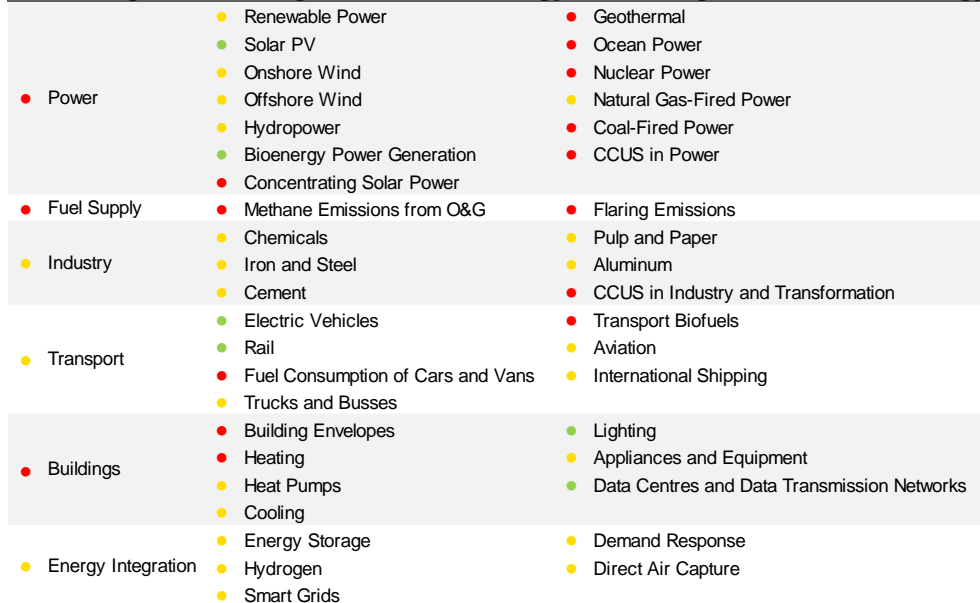 Renewable Power Geothermal
Solar PV Ocean Power
Onshore Wind Nuclear Power
Power Offshore Wind Natural Gas-Fired Power
Hydropower Coal-Fired Power
Bioenergy Power Generation CCUS in Power
Concentrating Solar Power
Fuel Supply Methane Emissions from O&G Flaring Emissions
Chemicals Pulp and Paper
Industry Iron and Steel Aluminum
Cement CCUS in Industry and Transformation
Electric Vehicles Transport Biofuels
Transport Rail Aviation
Fuel Consumption of Cars and Vans International Shipping
Trucks and Busses
Building Envelopes Lighting
Buildings Heating Appliances and Equipment
Heat Pumps Data Centres and Data Transmission Networks
Cooling
Energy Storage Demand Response
Energy Integration Hydrogen Direct Air Capture
Smart Grids